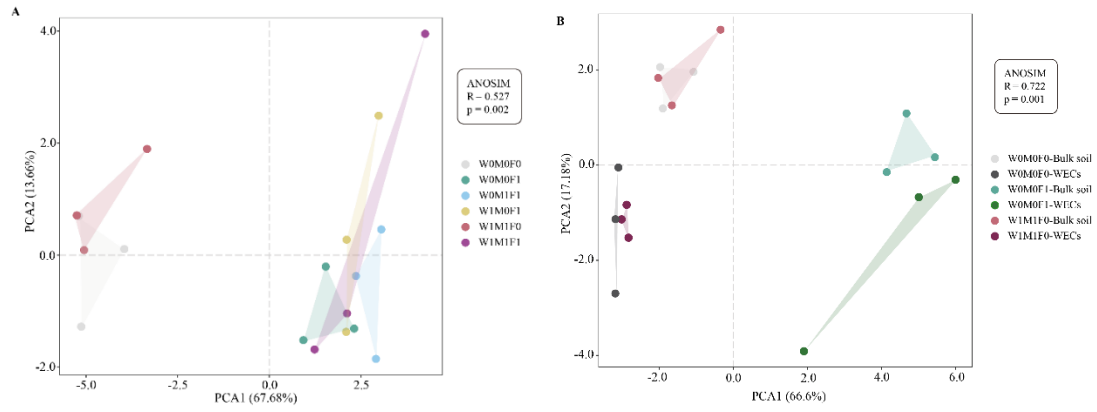 A
4.0
2.0
0.0
-2.0
PCA2 (13.66%)
-5.0
-2.5
0.0
2.5
PCA1 (67.68%)
ANOSIM
R = 0.527
p = 0.002
W0M0F0
W0M0F1
W0M1F1
W1M0F1
W1M1F0
W1M1F1
B
2.0
0.0
-2.0
-4.0
PCA2 (17.18%)
-2.0
0.0
2.0
4.0
6.0
PCA1 (66.6%)
ANOSIM
R = 0.722
p = 0.001
W0M0F0-Bulk soil
W0M0F0-WECs
W0M0F1-Bulk soil
W0M0F1-WECs
W1M1F0-Bulk soil
W1M1F0-WECs